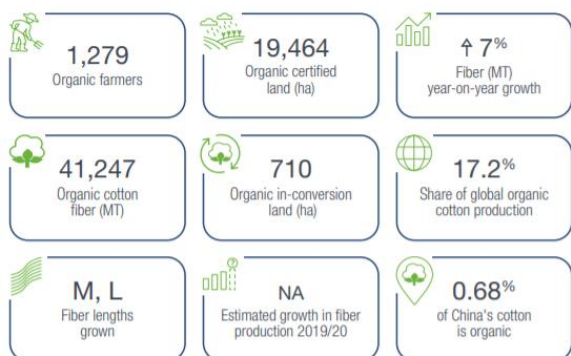 1,279
Organic farmers
19,464
Organic certified
land (ha)
↑ 7%
Fiber (MT)
year-on-year growth
41,247
Organic cotton
fiber (MT)
710
Organic in-conversion
land (ha)
17.2%
Share of global organic
cotton production
M, L
Fiber lengths
grown
?
NA
Estimated growth in fiber
production 2019/20
0.68%
of China's cotton
is organic